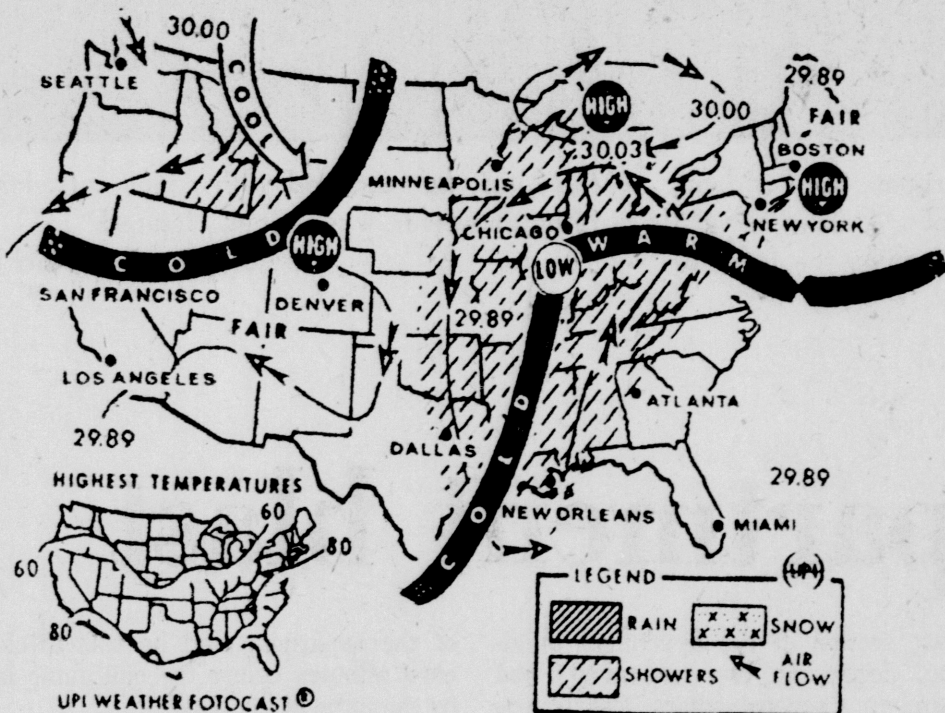 30.00
SEATTLE
COOL
HIGH
30.00
29.89
FAIR
30.03
BOSTON
HIGH
MINNEAPOLIS
NEW YORK
CHICAGO
WARM
COLD
HIGH
LOW
SAN FRANCISCO
DENVER
29.89
FAIR
LOS ANGELES
ATLANTA
COLD
29.89
DALLAS
29.89
NEW ORLEANS
MIAMI
HIGHEST TEMPERATURES
60
80
60
80
UPI WEATHER FOTOCAST ®
LEGEND
(UPI)
RAIN
SNOW
SHOWERS
AIR FLOW